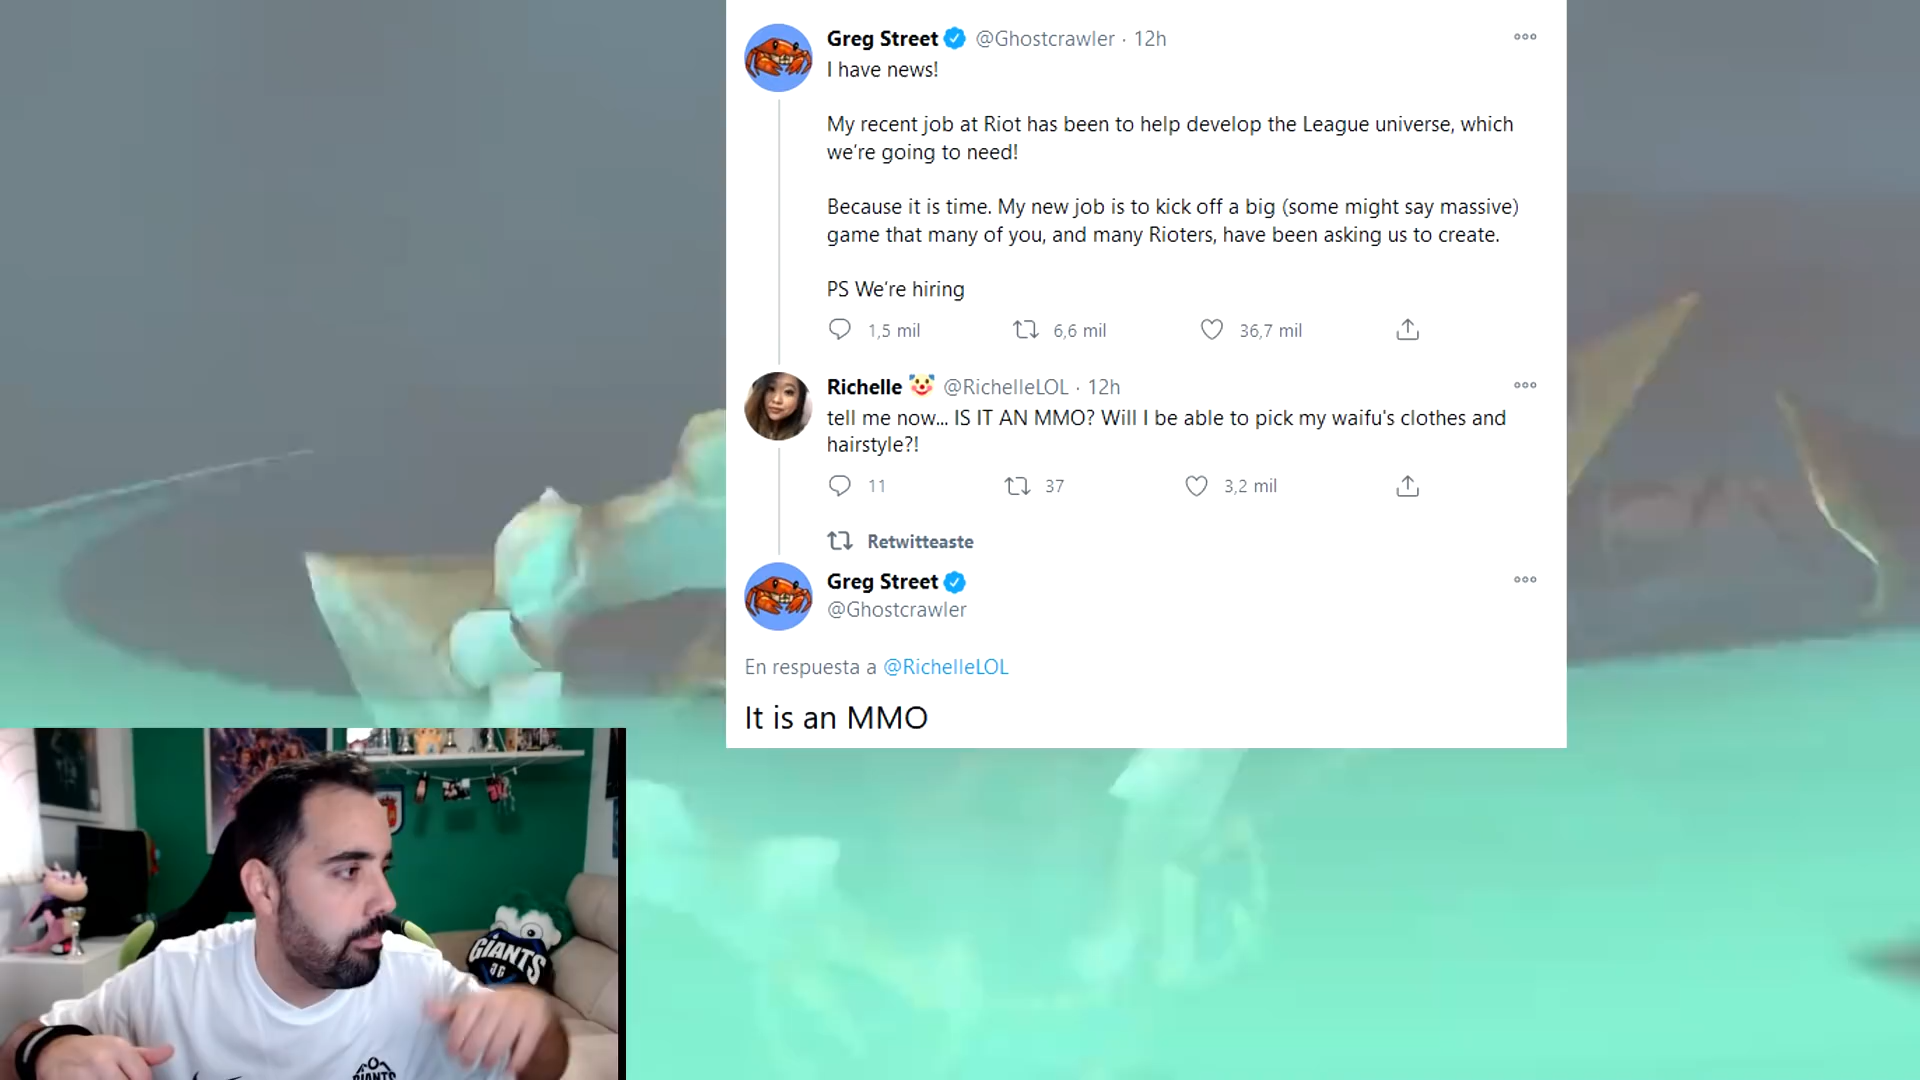 Greg Street @Ghostcrawler · 12h
I have news!
My recent job at Riot has been to help develop the League universe, which
we're going to need!
Because it is time. My new job is to kick off a big (some might say massive)
game that many of you, and many Rioters, have been asking us to create.
PS We're hiring
1,5 mil 6,6 mil 36,7 mil
Richelle 🤡 @RichelleLOL · 12h
tell me now... IS IT AN MMO? Will I be able to pick my waifu's clothes and
hairstyle?!
11 37 3,2 mil
Retwitteaste
Greg Street
@Ghostcrawler
En respuesta a @RichelleLOL
It is an MMO
GIANTS
GIANTS